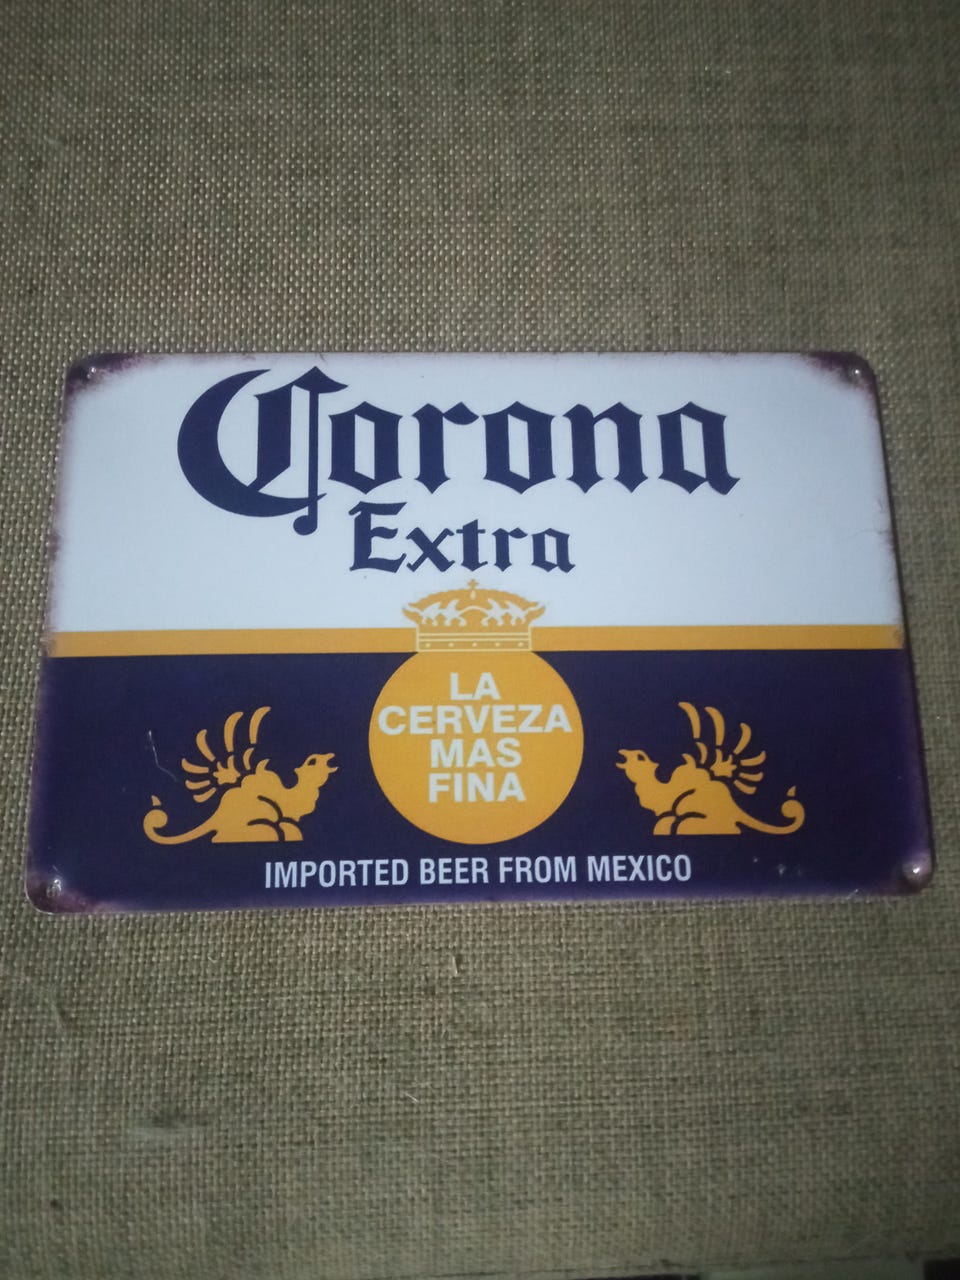 Corona
Extra
LA
CERVEZA
MAS
FINA
IMPORTED BEER FROM MEXICO